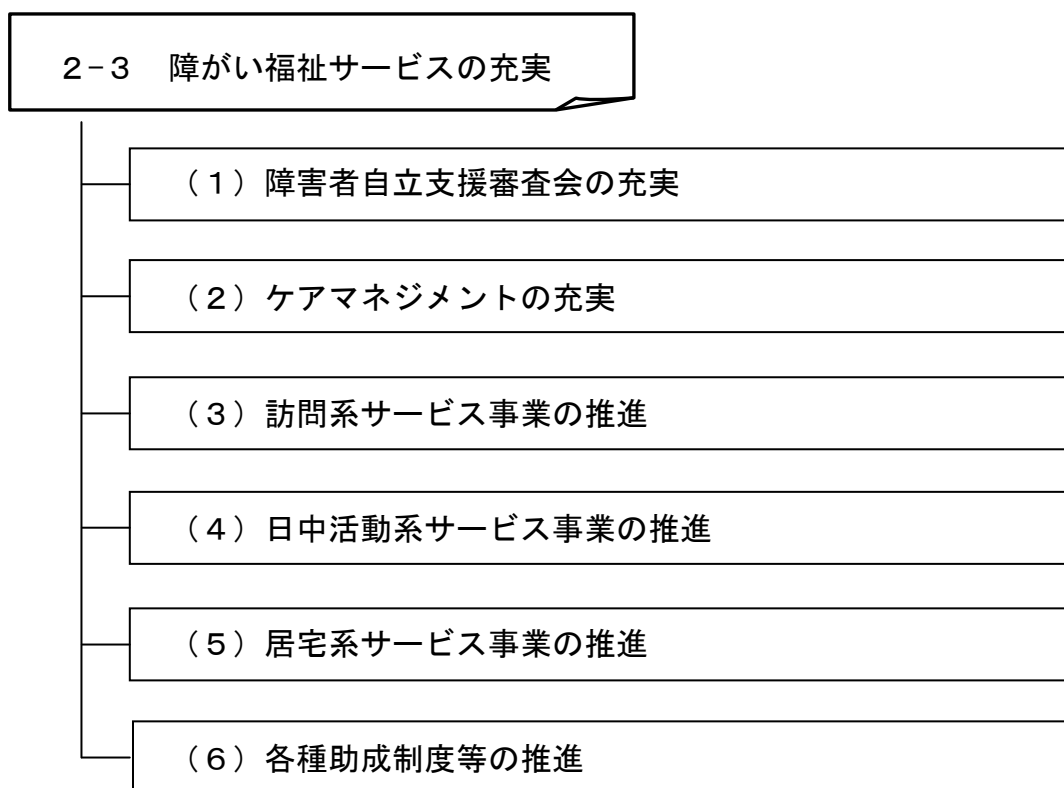 2-3 障がい福祉サービスの充実
(1)障害者自立支援審査会の充実
(2)ケアマネジメントの充実
(3)訪問系サービス事業の推進
(4)日中活動系サービス事業の推進
(5)居宅系サービス事業の推進
(6)各種助成制度等の推進